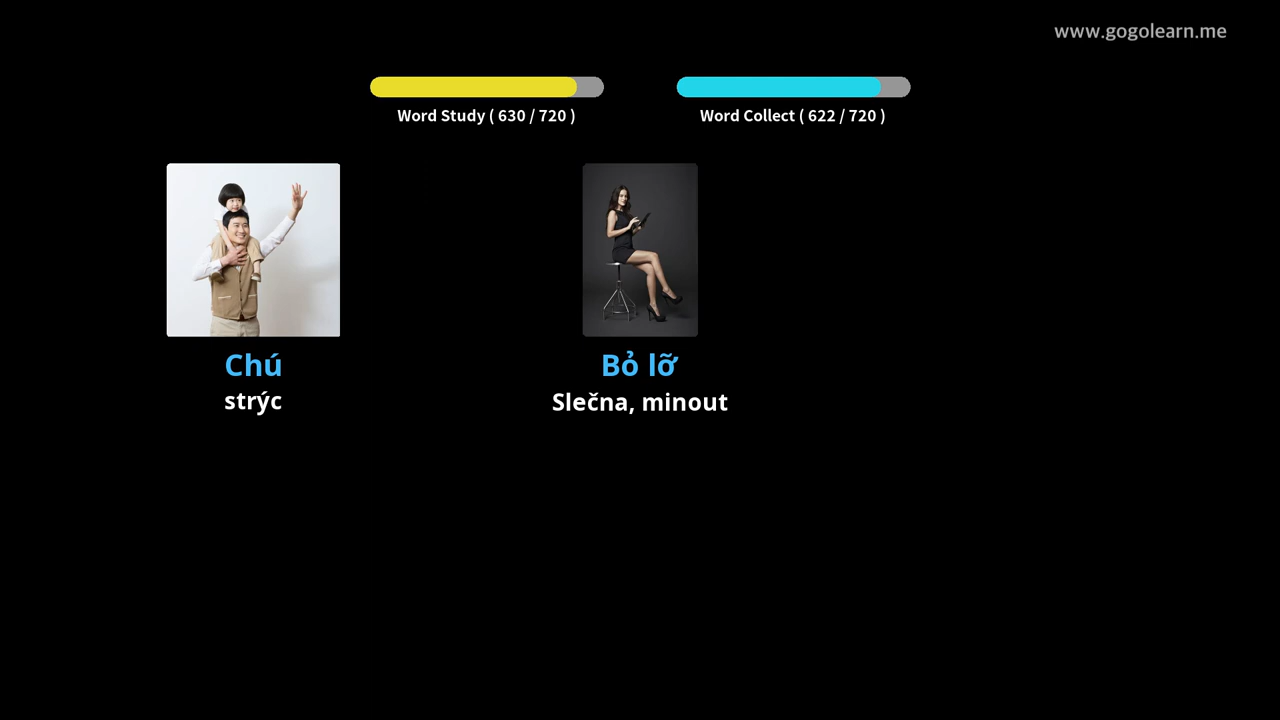 www.gogolearn.me
Word Study ( 630 / 720 )
Word Collect ( 622 / 720 )
Chú
strýc
Bỏ lỡ
Slečna, minout